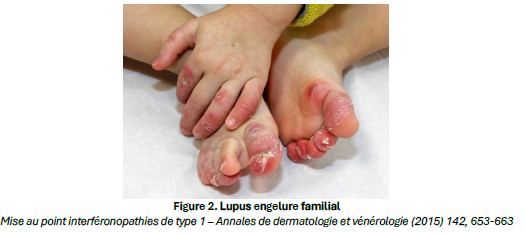 Figure 2. Lupus engelure familial
Mise au point interféronopathies de type 1 – Annales de dermatologie et vénérologie (2015) 142, 653-663